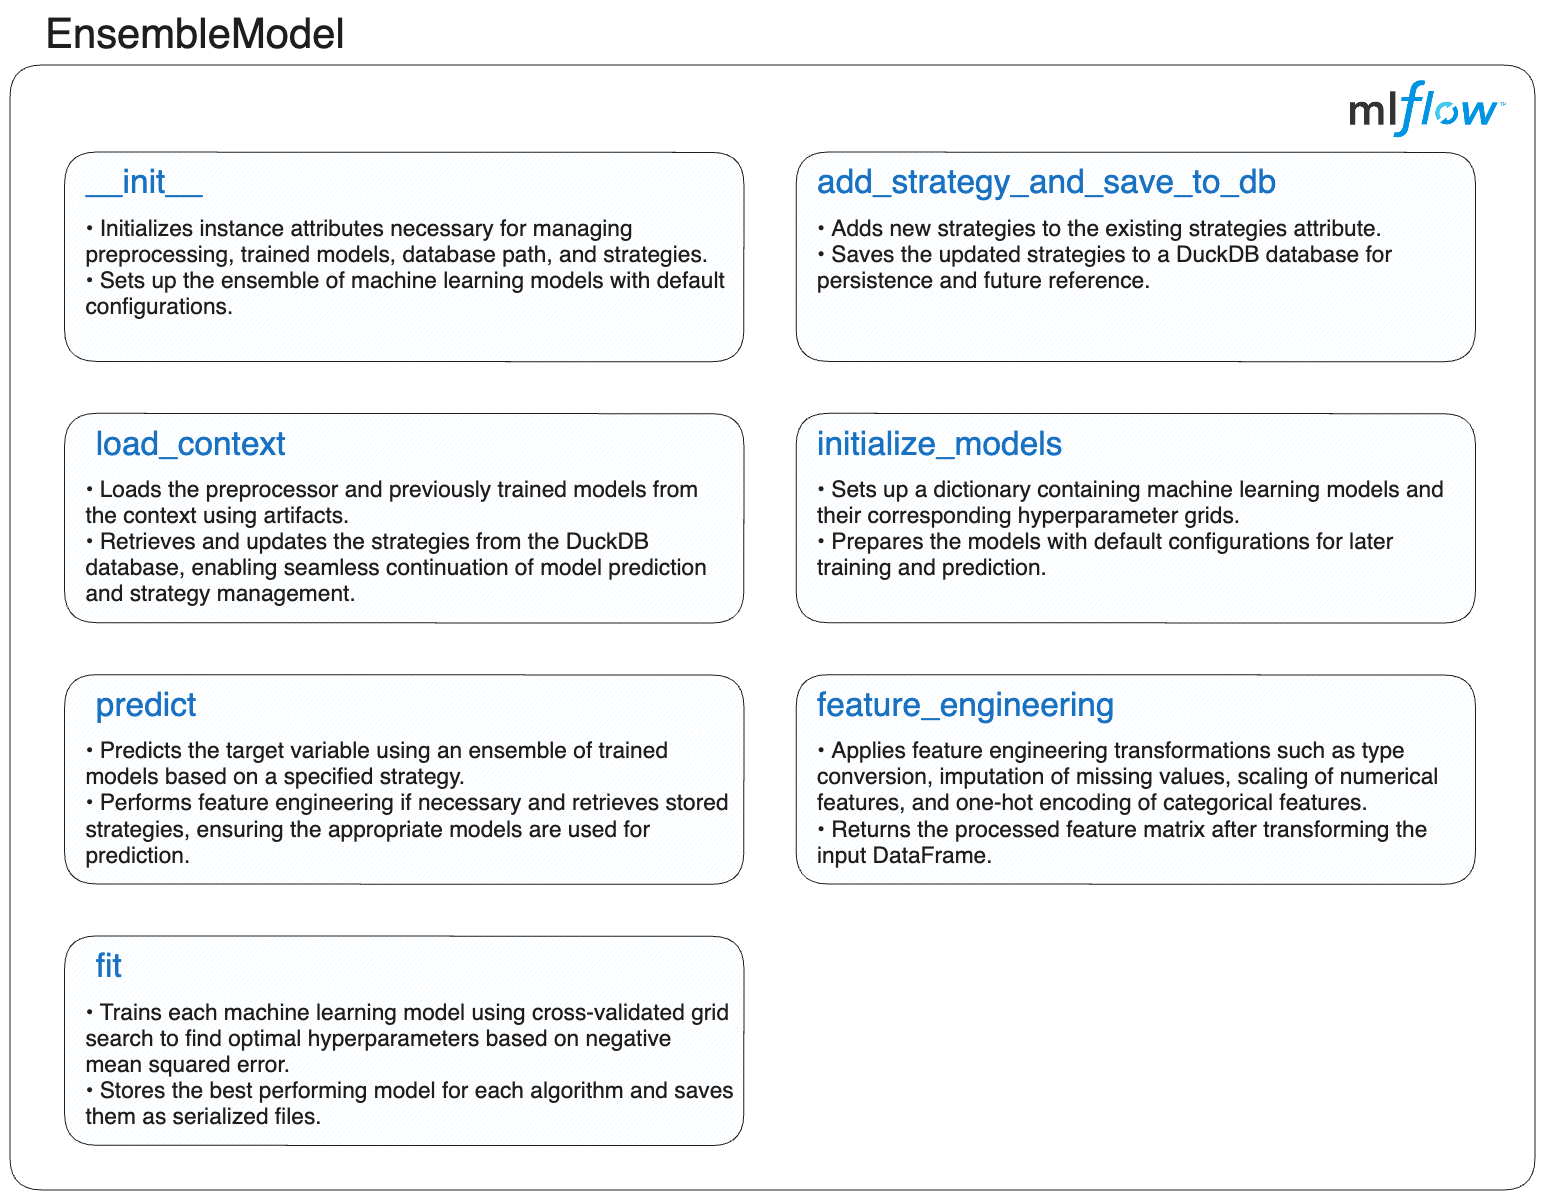 EnsembleModel
mlflow™
__init__
• Initializes instance attributes necessary for managing
preprocessing, trained models, database path, and strategies.
• Sets up the ensemble of machine learning models with default
configurations.
add_strategy_and_save_to_db
• Adds new strategies to the existing strategies attribute.
• Saves the updated strategies to a DuckDB database for
persistence and future reference.
load_context
• Loads the preprocessor and previously trained models from
the context using artifacts.
• Retrieves and updates the strategies from the DuckDB
database, enabling seamless continuation of model prediction
and strategy management.
initialize_models
• Sets up a dictionary containing machine learning models and
their corresponding hyperparameter grids.
• Prepares the models with default configurations for later
training and prediction.
predict
• Predicts the target variable using an ensemble of trained
models based on a specified strategy.
• Performs feature engineering if necessary and retrieves stored
strategies, ensuring the appropriate models are used for
prediction.
feature_engineering
• Applies feature engineering transformations such as type
conversion, imputation of missing values, scaling of numerical
features, and one-hot encoding of categorical features.
• Returns the processed feature matrix after transforming the
input DataFrame.
fit
• Trains each machine learning model using cross-validated grid
search to find optimal hyperparameters based on negative
mean squared error.
• Stores the best performing model for each algorithm and saves
them as serialized files.